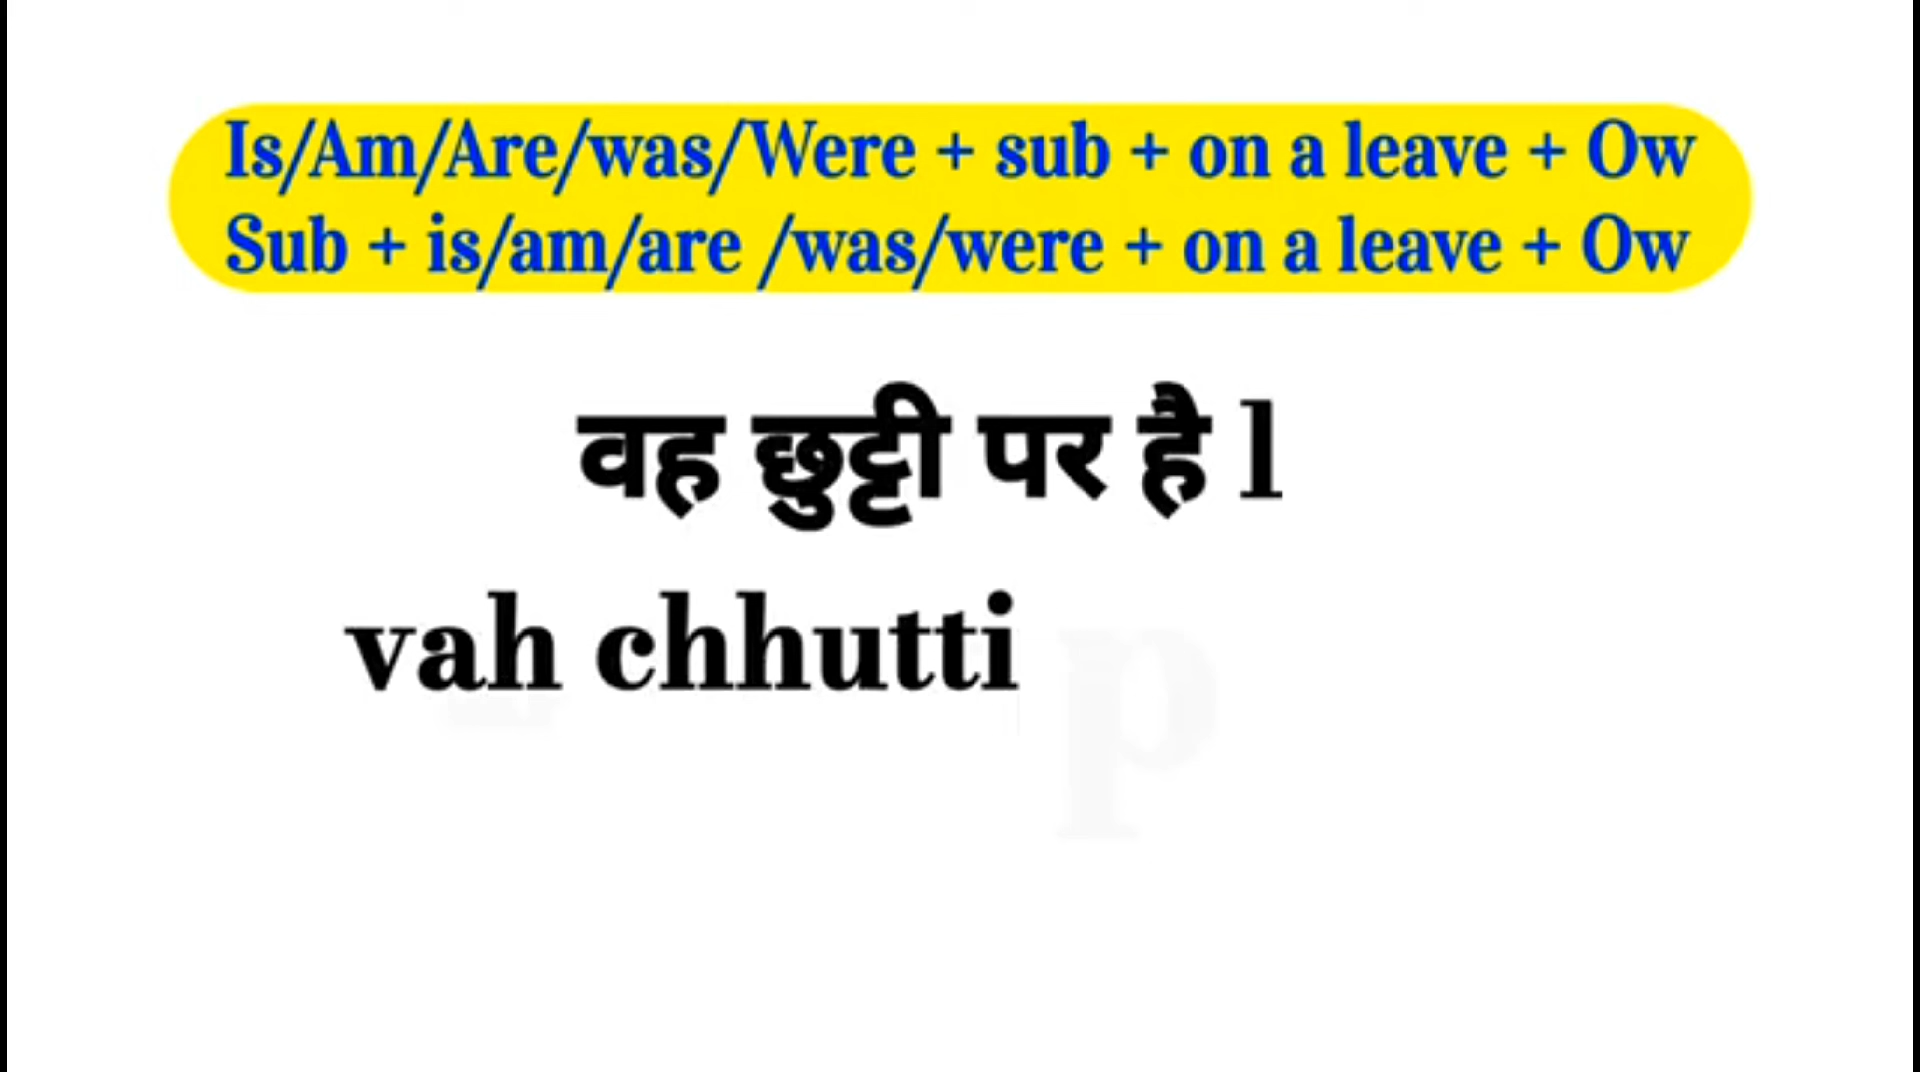 Is/Am/Are/was/Were + sub + on a leave + Ow
Sub + is/am/are /was/were + on a leave + Ow
वह छुट्टी पर है l
vah chhutti p